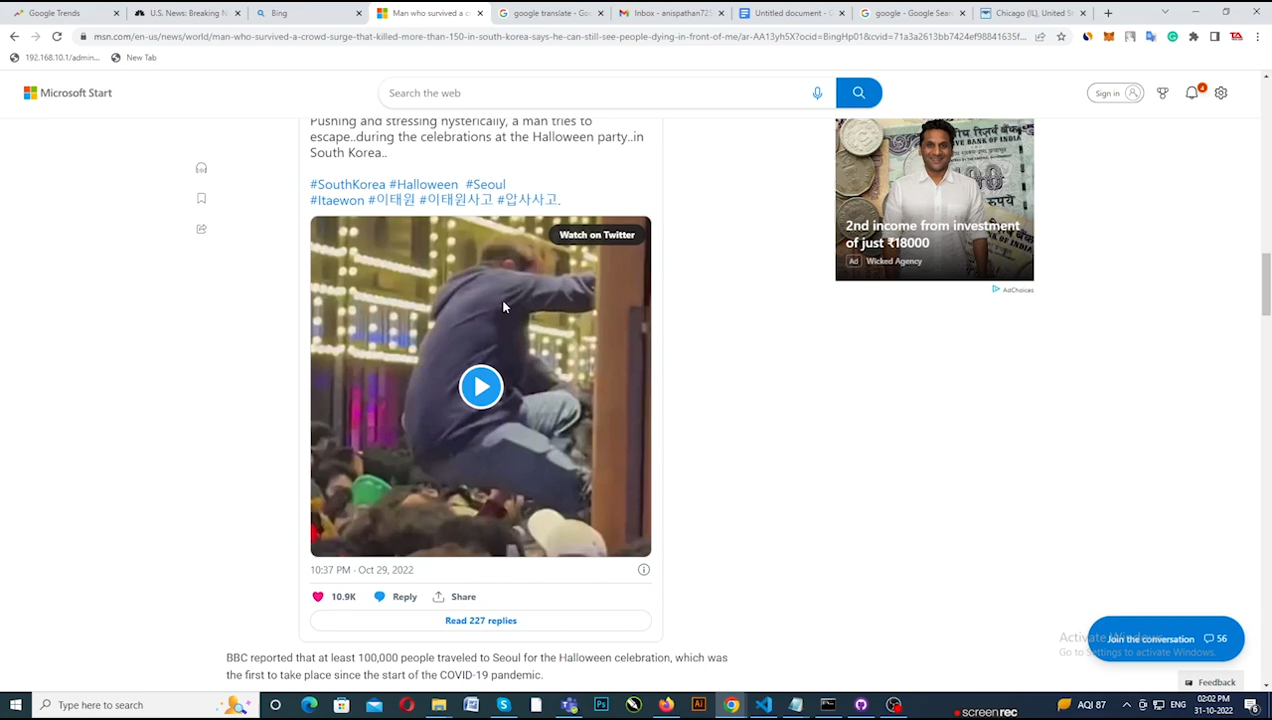 Google Trends
U.S. News: Breaking N
Bing
Man who survived a c
google translate - Goo
Inbox - anispathan725
Untitled document - G
google - Google Sear
Chicago (IL), United St
msn.com/en-us/news/world/man-who-survived-a-crowd-surge-that-killed-more-than-150-in-south-korea-says-he-can-still-see-people-dying-in-front-of-me/ar-AA13yh5X?ocid=BingHp01&cvid=71a3a2613bb7424ef98841635f...
192.168.10.1/admin...
New Tab
Microsoft Start
Search the web
Sign in
4
Pushing and stressing hysterically, a man tries to
escape..during the celebrations at the Halloween party..in
South Korea..
#SouthKorea #Halloween #Seoul
#Itaewon #이태원 #이태원사고 #압사사고.
Watch on Twitter
10:37 PM · Oct 29, 2022
10.9K Reply Share
Read 227 replies
BBC reported that at least 100,000 people traveled to Seoul for the Halloween celebration, which was
the first to take place since the start of the COVID-19 pandemic.
2nd income from investment
of just ₹18000
Ad Wicked Agency
AdChoices
Join the conversation 56
Activate Windows
Go to Settings to activate Windows.
Feedback
Type here to search
AQI 87
ENG
02:02 PM
31-10-2022
6
screenrec